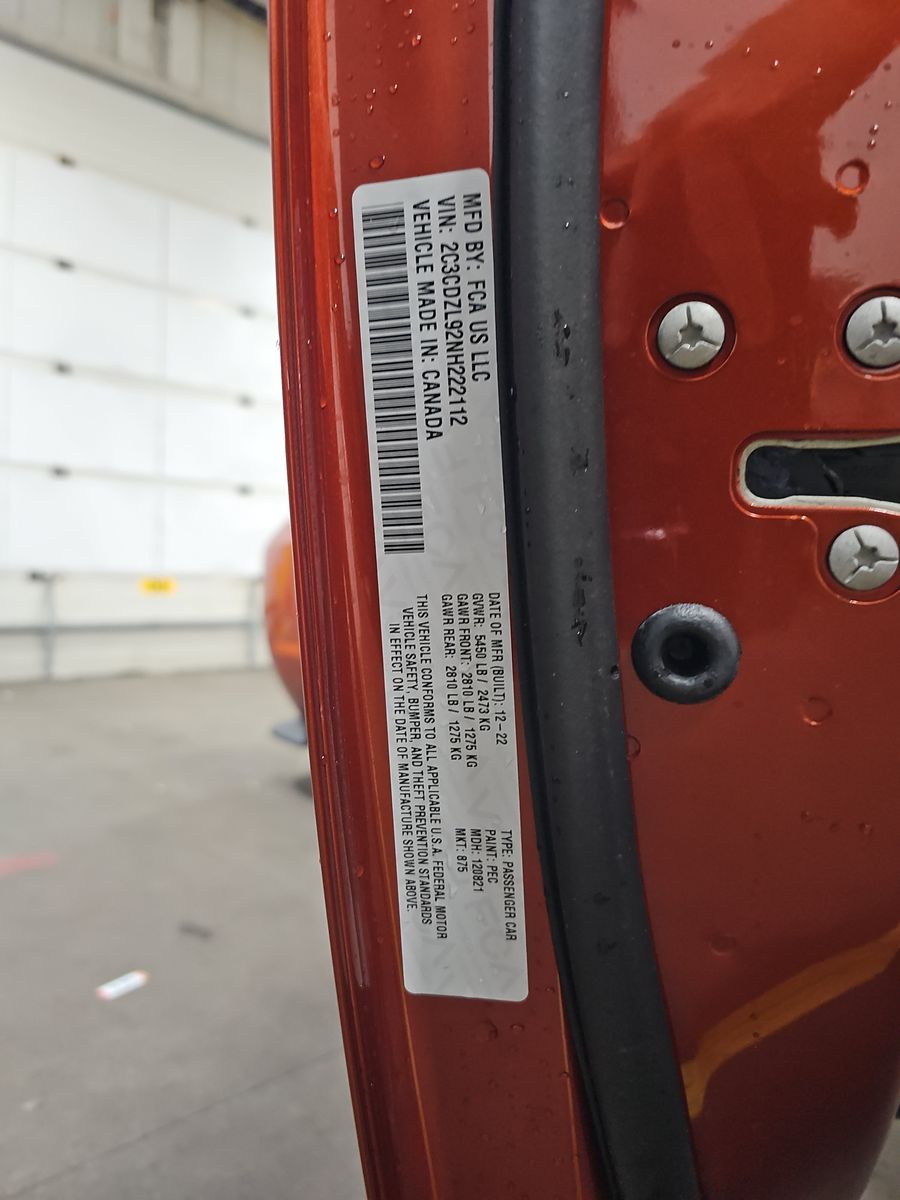 MFD BY: FCA US LLC
VIN: 2C3CDZL92NH222112
VEHICLE MADE IN: CANADA
DATE OF MFR (BUILT): 12-22
GVWR: 5450 LB / 2473 KG
GAWR FRONT: 2810 LB / 1275 KG
GAWR REAR: 2810 LB / 1275 KG
TYPE: PASSENGER CAR
PAINT: PEC
MDH: 120821
MKT: 875
THIS VEHICLE CONFORMS TO ALL APPLICABLE U.S.A. FEDERAL MOTOR
VEHICLE SAFETY, BUMPER, AND THEFT PREVENTION STANDARDS
IN EFFECT ON THE DATE OF MANUFACTURE SHOWN ABOVE.